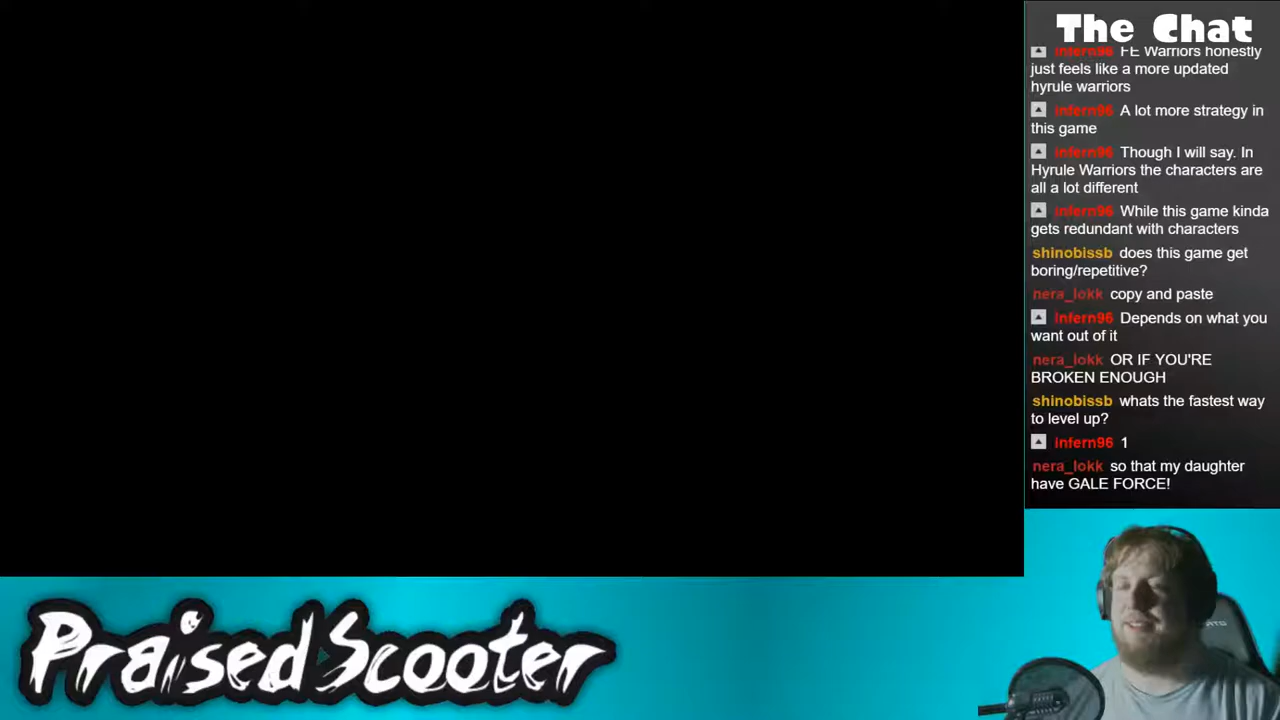 The Chat
infern96 FE Warriors honestly
just feels like a more updated
hyrule warriors
infern96 A lot more strategy in
this game
infern96 Though I will say. In
Hyrule Warriors the characters are
all a lot different
infern96 While this game kinda
gets redundant with characters
shinobissb does this game get
boring/repetitive?
nera_lokk copy and paste
infern96 Depends on what you
want out of it
nera_lokk OR IF YOU'RE
BROKEN ENOUGH
shinobissb whats the fastest way
to level up?
infern96 1
nera_lokk so that my daughter
have GALE FORCE!
PraisedScooter